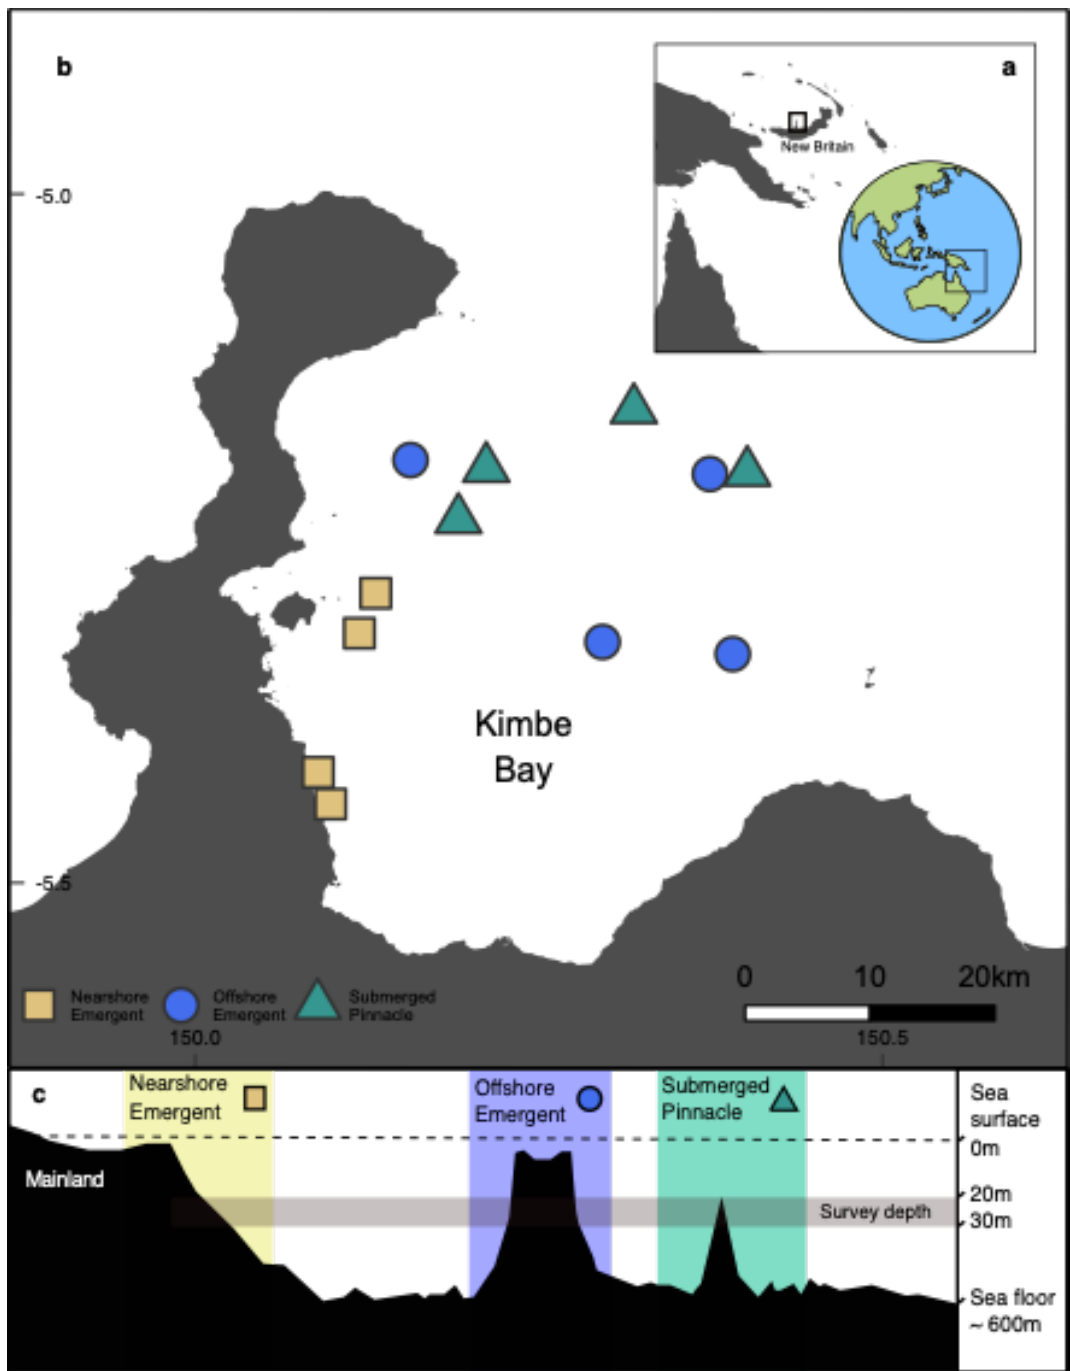 b
a
New Britain
-5.0
Kimbe
Bay
-5.5
0 10 20km
Nearshore
Emergent
Offshore
Emergent
Submerged
Pinnacle
150.0
150.5
c
Nearshore
Emergent
Offshore
Emergent
Submerged
Pinnacle
Sea
surface
0m
Mainland
20m
Survey depth
30m
Sea floor
~ 600m